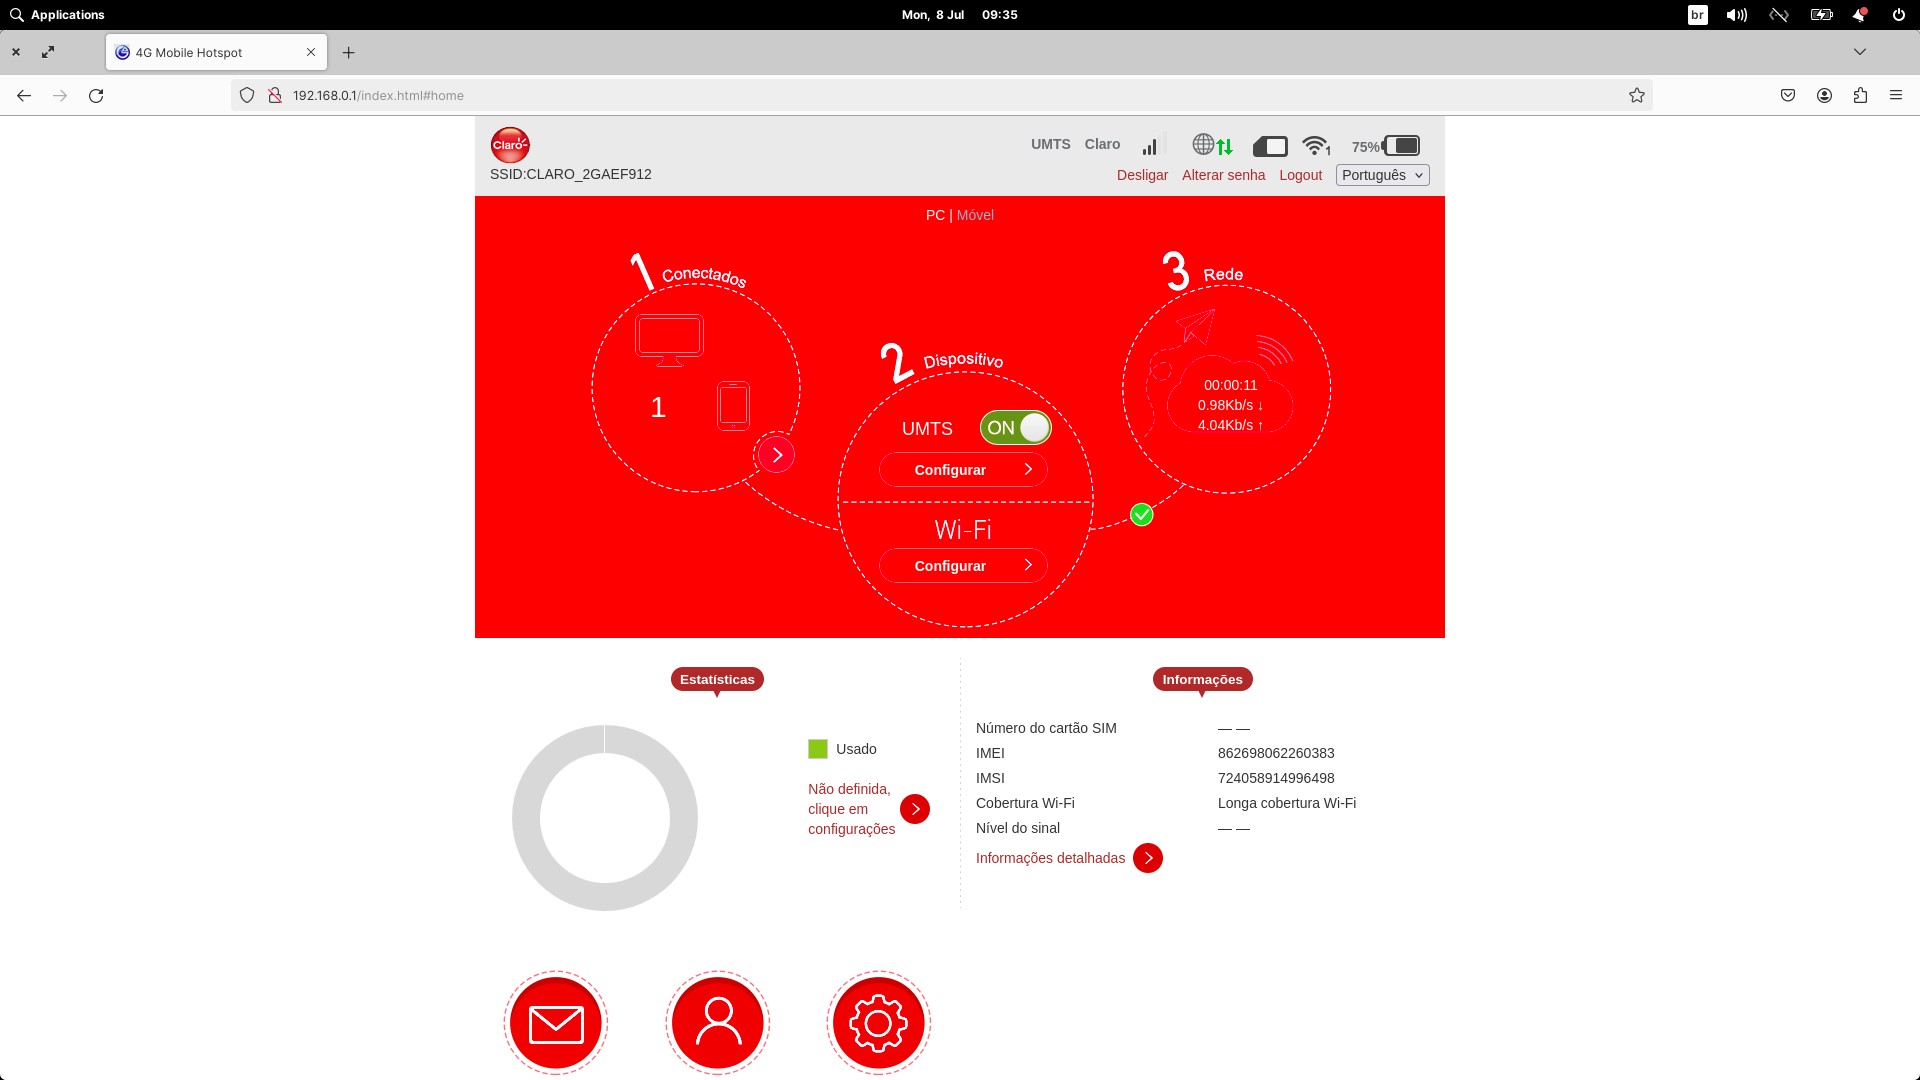 Applications
Mon, 8 Jul 09:35
br
4G Mobile Hotspot
192.168.0.1/index.html#home
Claro
UMTS Claro
1
75%
SSID:CLARO_2GAEF912
Desligar Alterar senha Logout Português
PC | Móvel
1 Conectados
3 Rede
2 Dispositivo
1
00:00:11
0.98Kb/s ↓
4.04Kb/s ↑
UMTS ON
Configurar
Wi-Fi
Configurar
Estatísticas
Usado
Não definida,
clique em
configurações
Informações
Número do cartão SIM — —
IMEI 862698062260383
IMSI 724058914996498
Cobertura Wi-Fi Longa cobertura Wi-Fi
Nível do sinal — —
Informações detalhadas